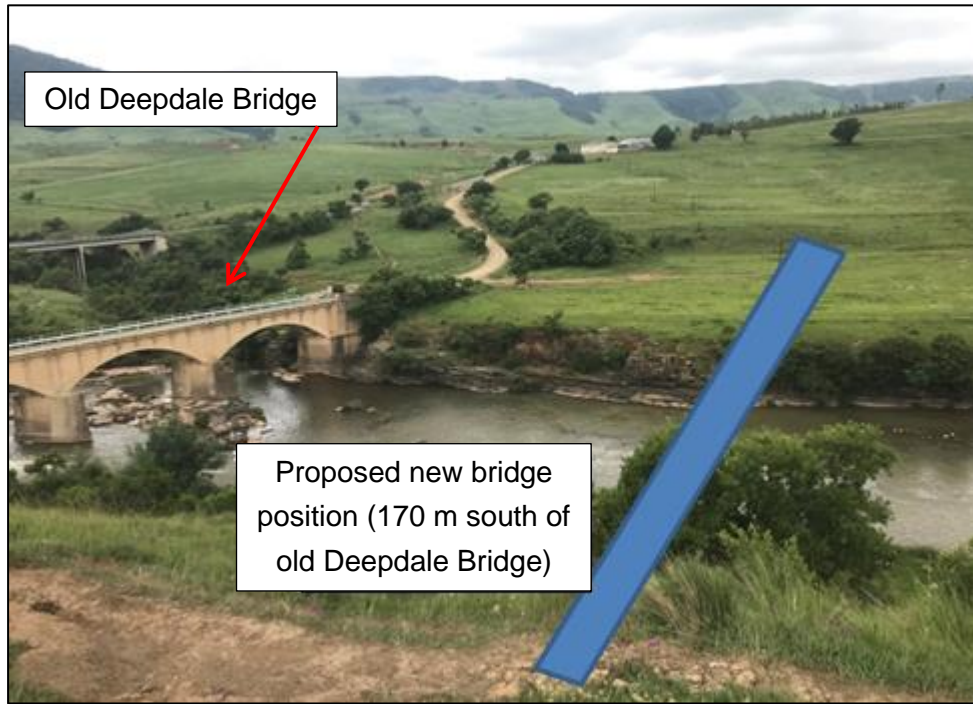 Old Deepdale Bridge
Proposed new bridge
position (170 m south of
old Deepdale Bridge)